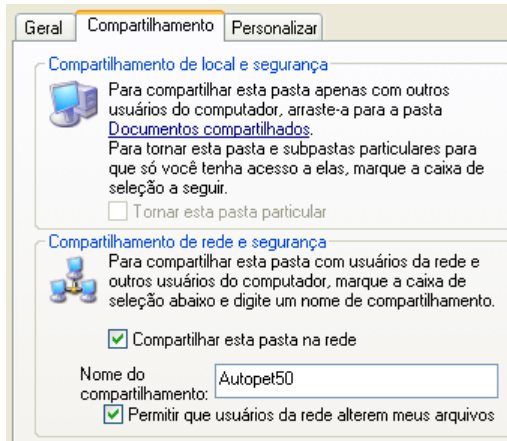 Geral Compartilhamento Personalizar
Compartilhamento de local e segurança
Para compartilhar esta pasta apenas com outros
usuários do computador, arraste-a para a pasta
Documentos compartilhados.
Para tornar esta pasta e subpastas particulares para
que só você tenha acesso a elas, marque a caixa de
seleção a seguir.
Tornar esta pasta particular
Compartilhamento de rede e segurança
Para compartilhar esta pasta com usuários da rede e
outros usuários do computador, marque a caixa de
seleção abaixo e digite um nome de compartilhamento.
Compartilhar esta pasta na rede
Nome do
compartilhamento: Autopet50
Permitir que usuários da rede alterem meus arquivos